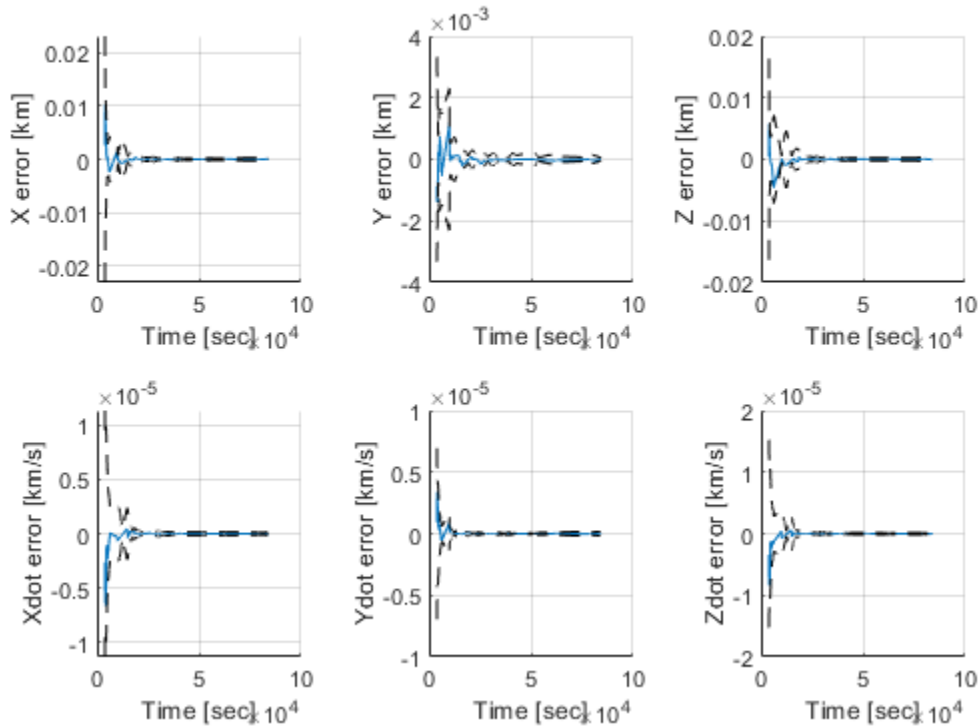 ×10-3
0.02
0.01
0
-0.01
-0.02
X error [km]
0 5 10
Time [sec] ×104
4
2
0
-2
-4
Y error [km]
0 5 10
Time [sec] ×104
0.02
0.01
0
-0.01
-0.02
Z error [km]
0 5 10
Time [sec] ×104
×10-5
1
0.5
0
-0.5
-1
Xdot error [km/s]
0 5 10
Time [sec] ×104
×10-5
1
0.5
0
-0.5
-1
Ydot error [km/s]
0 5 10
Time [sec] ×104
×10-5
2
1
0
-1
-2
Zdot error [km/s]
0 5 10
Time [sec] ×104